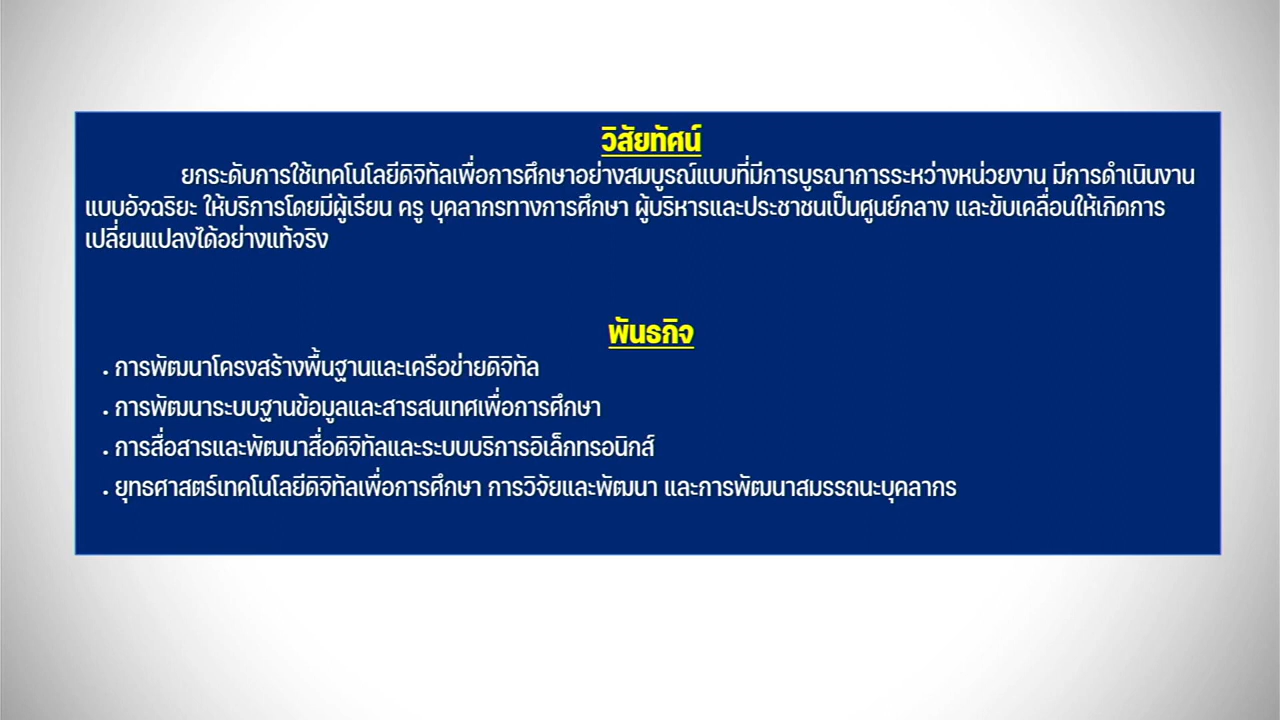 วิสัยทัศน์
ยกระดับการใช้เทคโนโลยีดิจิทัลเพื่อการศึกษาอย่างสมบูรณ์แบบที่มีการบูรณาการระหว่างหน่วยงาน มีการดำเนินงาน
แบบอัจฉริยะ ให้บริการโดยมีผู้เรียน ครู บุคลากรทางการศึกษา ผู้บริหารและประชาชนเป็นศูนย์กลาง และขับเคลื่อนให้เกิดการ
เปลี่ยนแปลงได้อย่างแท้จริง
พันธกิจ
• การพัฒนาโครงสร้างพื้นฐานและเครือข่ายดิจิทัล
• การพัฒนาระบบฐานข้อมูลและสารสนเทศเพื่อการศึกษา
• การสื่อสารและพัฒนาสื่อดิจิทัลและระบบบริการอิเล็กทรอนิกส์
• ยุทธศาสตร์เทคโนโลยีดิจิทัลเพื่อการศึกษา การวิจัยและพัฒนา และการพัฒนาสมรรถนะบุคลากร